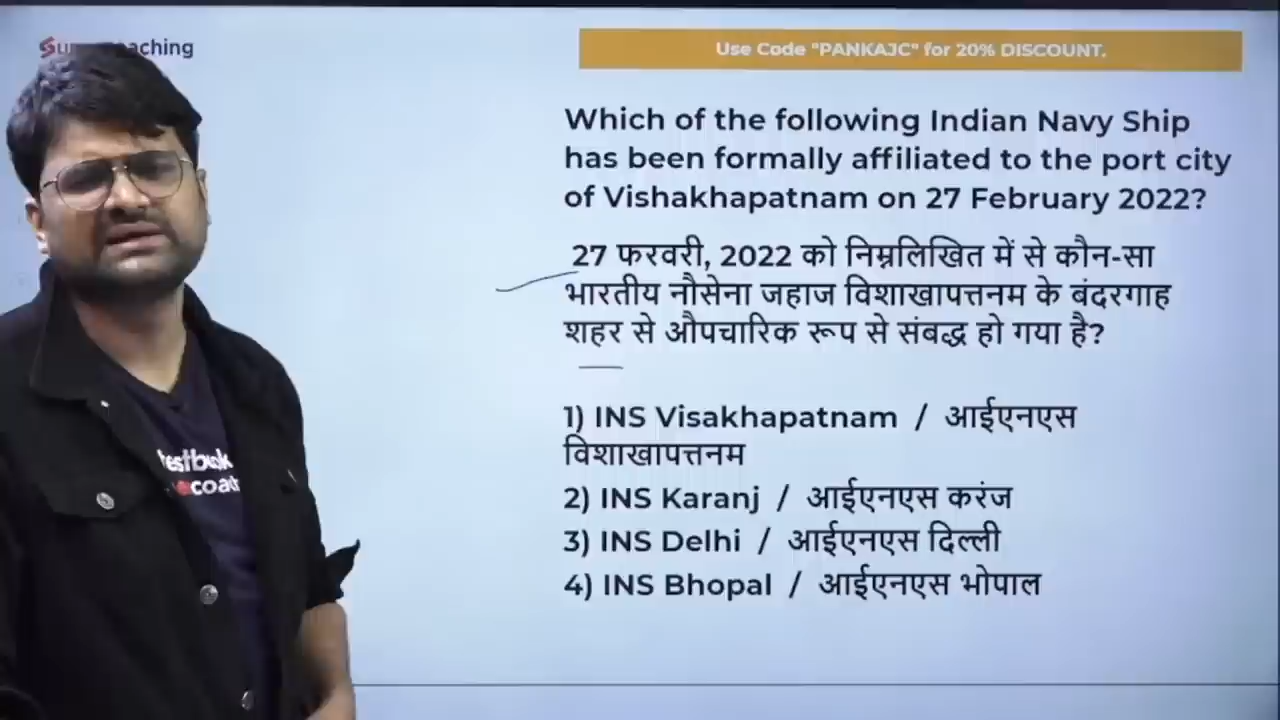 Use Code "PANKAJC" for 20% DISCOUNT.
Which of the following Indian Navy Ship
has been formally affiliated to the port city
of Vishakhapatnam on 27 February 2022?
27 फरवरी, 2022 को निम्नलिखित में से कौन-सा
भारतीय नौसेना जहाज विशाखापत्तनम के बंदरगाह
शहर से औपचारिक रूप से संबद्ध हो गया है?
1) INS Visakhapatnam / आईएनएस
विशाखापत्तनम
2) INS Karanj / आईएनएस करंज
3) INS Delhi / आईएनएस दिल्ली
4) INS Bhopal / आईएनएस भोपाल